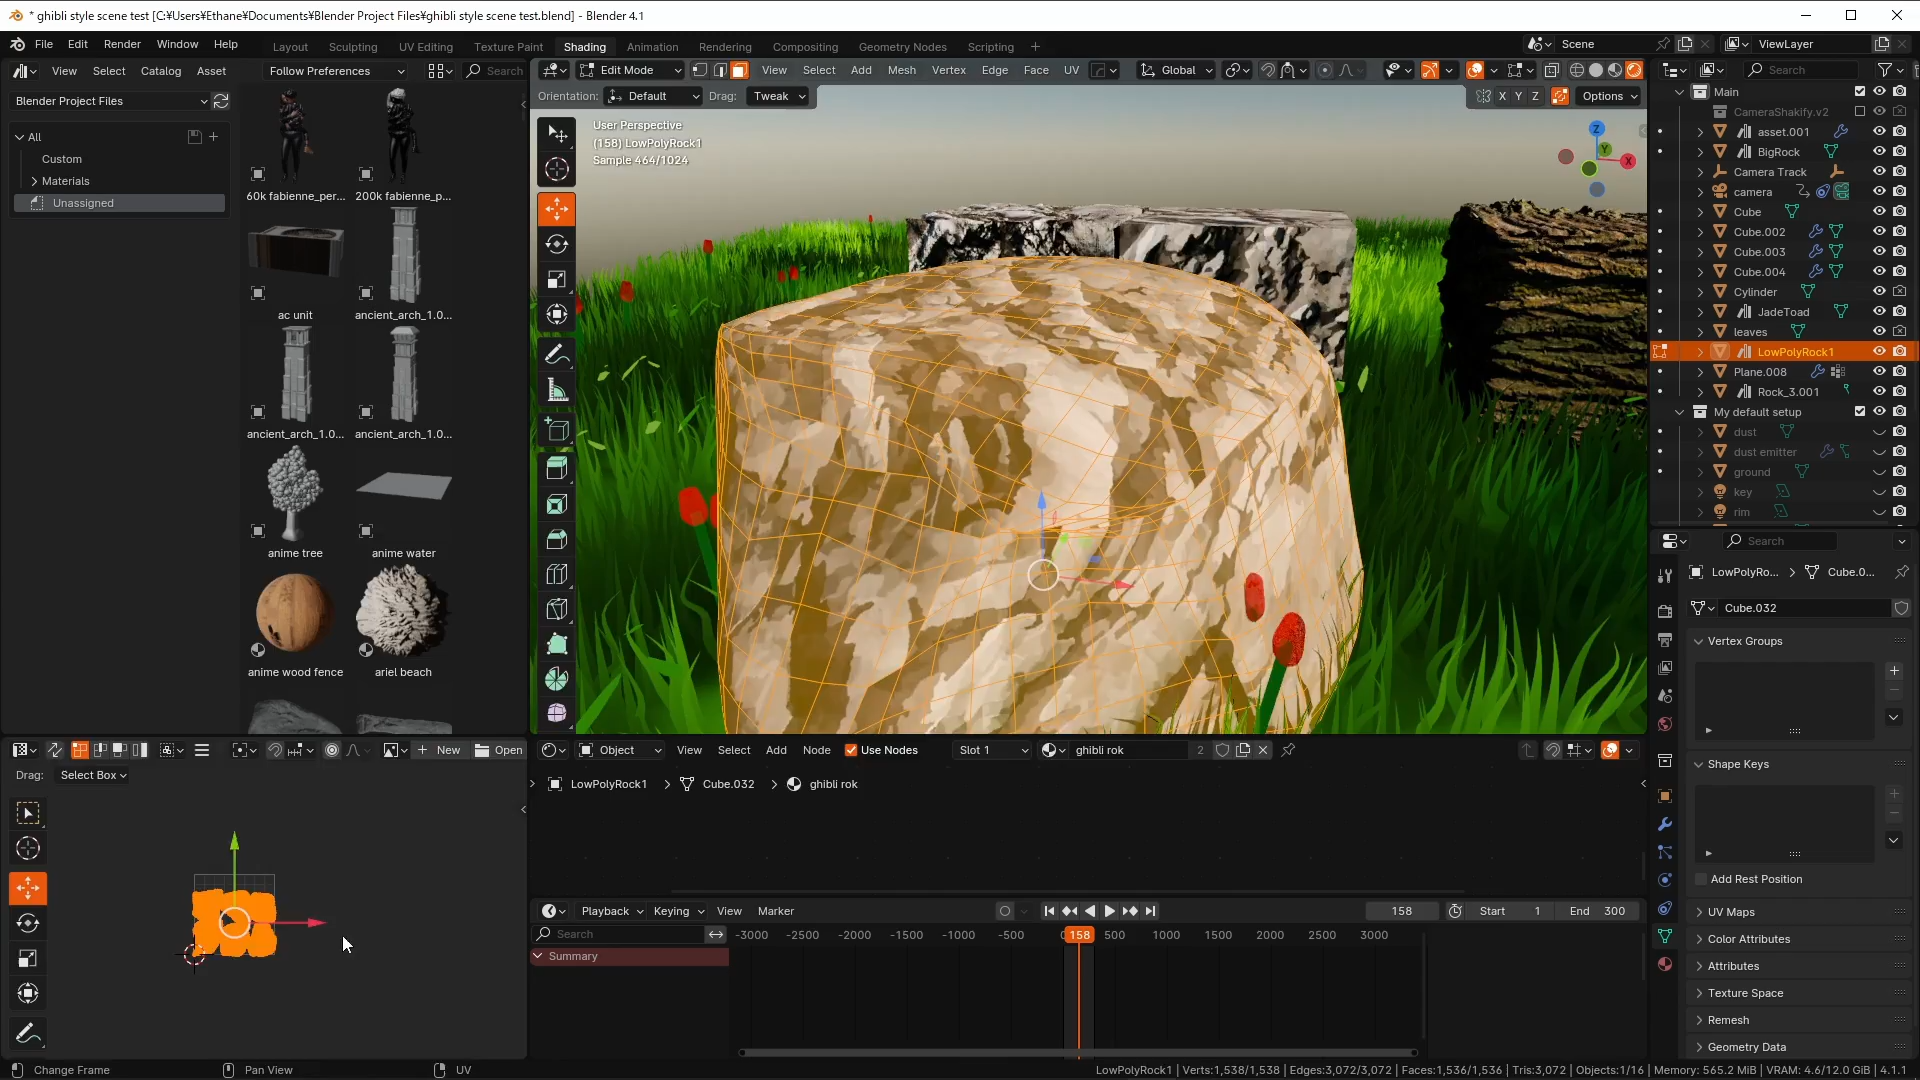 * ghibli style scene test [C:¥Users¥Ethane¥Documents¥Blender Project Files¥ghibli style scene test.blend] - Blender 4.1
File Edit Render Window Help
Layout Sculpting UV Editing Texture Paint Shading Animation Rendering Compositing Geometry Nodes Scripting +
Scene
ViewLayer
View Select Catalog Asset
Follow Preferences
Search
Edit Mode
View Select Add Mesh Vertex Edge Face UV
Global
Search
Blender Project Files
Orientation: Default Drag: Tweak
X Y Z
Options
All
Custom
Materials
Unassigned
60k fabienne_per...
200k fabienne_p...
ac unit
ancient_arch_1.0...
ancient_arch_1.0...
ancient_arch_1.0...
anime tree
anime water
anime wood fence
ariel beach
User Perspective
(158) LowPolyRock1
Sample 464/1024
Z
Y
X
Main
CameraShakify.v2
asset.001
BigRock
Camera Track
camera
Cube
Cube.002
Cube.003
Cube.004
Cylinder
JadeToad
leaves
LowPolyRock1
Plane.008
Rock_3.001
My default setup
dust
dust emitter
ground
key
rim
Search
LowPolyRo...
Cube.0...
Cube.032
Vertex Groups
Shape Keys
Add Rest Position
UV Maps
Color Attributes
Attributes
Texture Space
Remesh
Geometry Data
New
Open
Drag: Select Box
Object
View Select Add Node
Use Nodes
Slot 1
ghibli rok
2
LowPolyRock1
Cube.032
ghibli rok
Playback Keying View Marker
158
Start 1
End 300
Search
-3000 -2500 -2000 -1500 -1000 -500 0 158 500 1000 1500 2000 2500 3000
Summary
Change Frame
Pan View
UV
LowPolyRock1 | Verts:1,538/1,538 | Edges:3,072/3,072 | Faces:1,536/1,536 | Tris:3,072 | Objects:1/16 | Memory: 565.2 MiB | VRAM: 4.6/12.0 GiB | 4.1.1